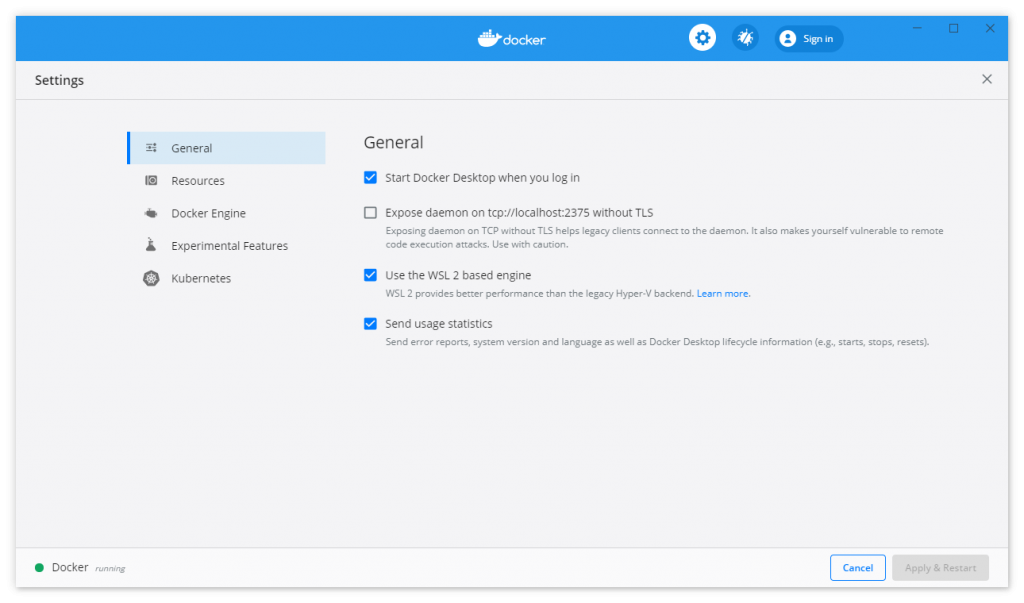 docker
Sign in
Settings
General
Resources
Docker Engine
Experimental Features
Kubernetes
General
Start Docker Desktop when you log in
Expose daemon on tcp://localhost:2375 without TLS
Exposing daemon on TCP without TLS helps legacy clients connect to the daemon. It also makes yourself vulnerable to remote
code execution attacks. Use with caution.
Use the WSL 2 based engine
WSL 2 provides better performance than the legacy Hyper-V backend. Learn more.
Send usage statistics
Send error reports, system version and language as well as Docker Desktop lifecycle information (e.g., starts, stops, resets).
Docker running
Cancel
Apply & Restart